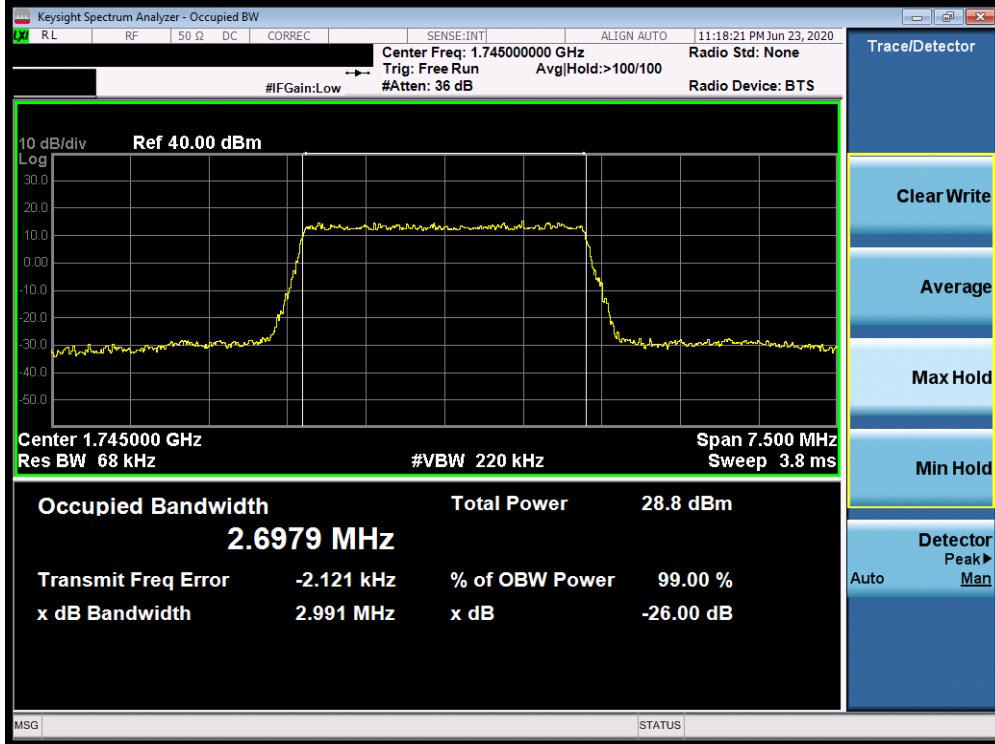 Keysight Spectrum Analyzer - Occupied BW
LXI RL RF 50 Ω DC CORREC SENSE:INT ALIGN AUTO 11:18:21 PM Jun 23, 2020
Center Freq: 1.745000000 GHz Radio Std: None
Trig: Free Run Avg|Hold:>100/100
#IFGain:Low #Atten: 36 dB Radio Device: BTS
Trace/Detector
10 dB/div Ref 40.00 dBm
Log
30.0
20.0
10.0
0.00
-10.0
-20.0
-30.0
-40.0
-50.0
Center 1.745000 GHz Span 7.500 MHz
Res BW 68 kHz #VBW 220 kHz Sweep 3.8 ms
Occupied Bandwidth Total Power 28.8 dBm
2.6979 MHz
Transmit Freq Error -2.121 kHz % of OBW Power 99.00 %
x dB Bandwidth 2.991 MHz x dB -26.00 dB
Clear Write
Average
Max Hold
Min Hold
Detector
Peak▶
Auto Man
MSG STATUS